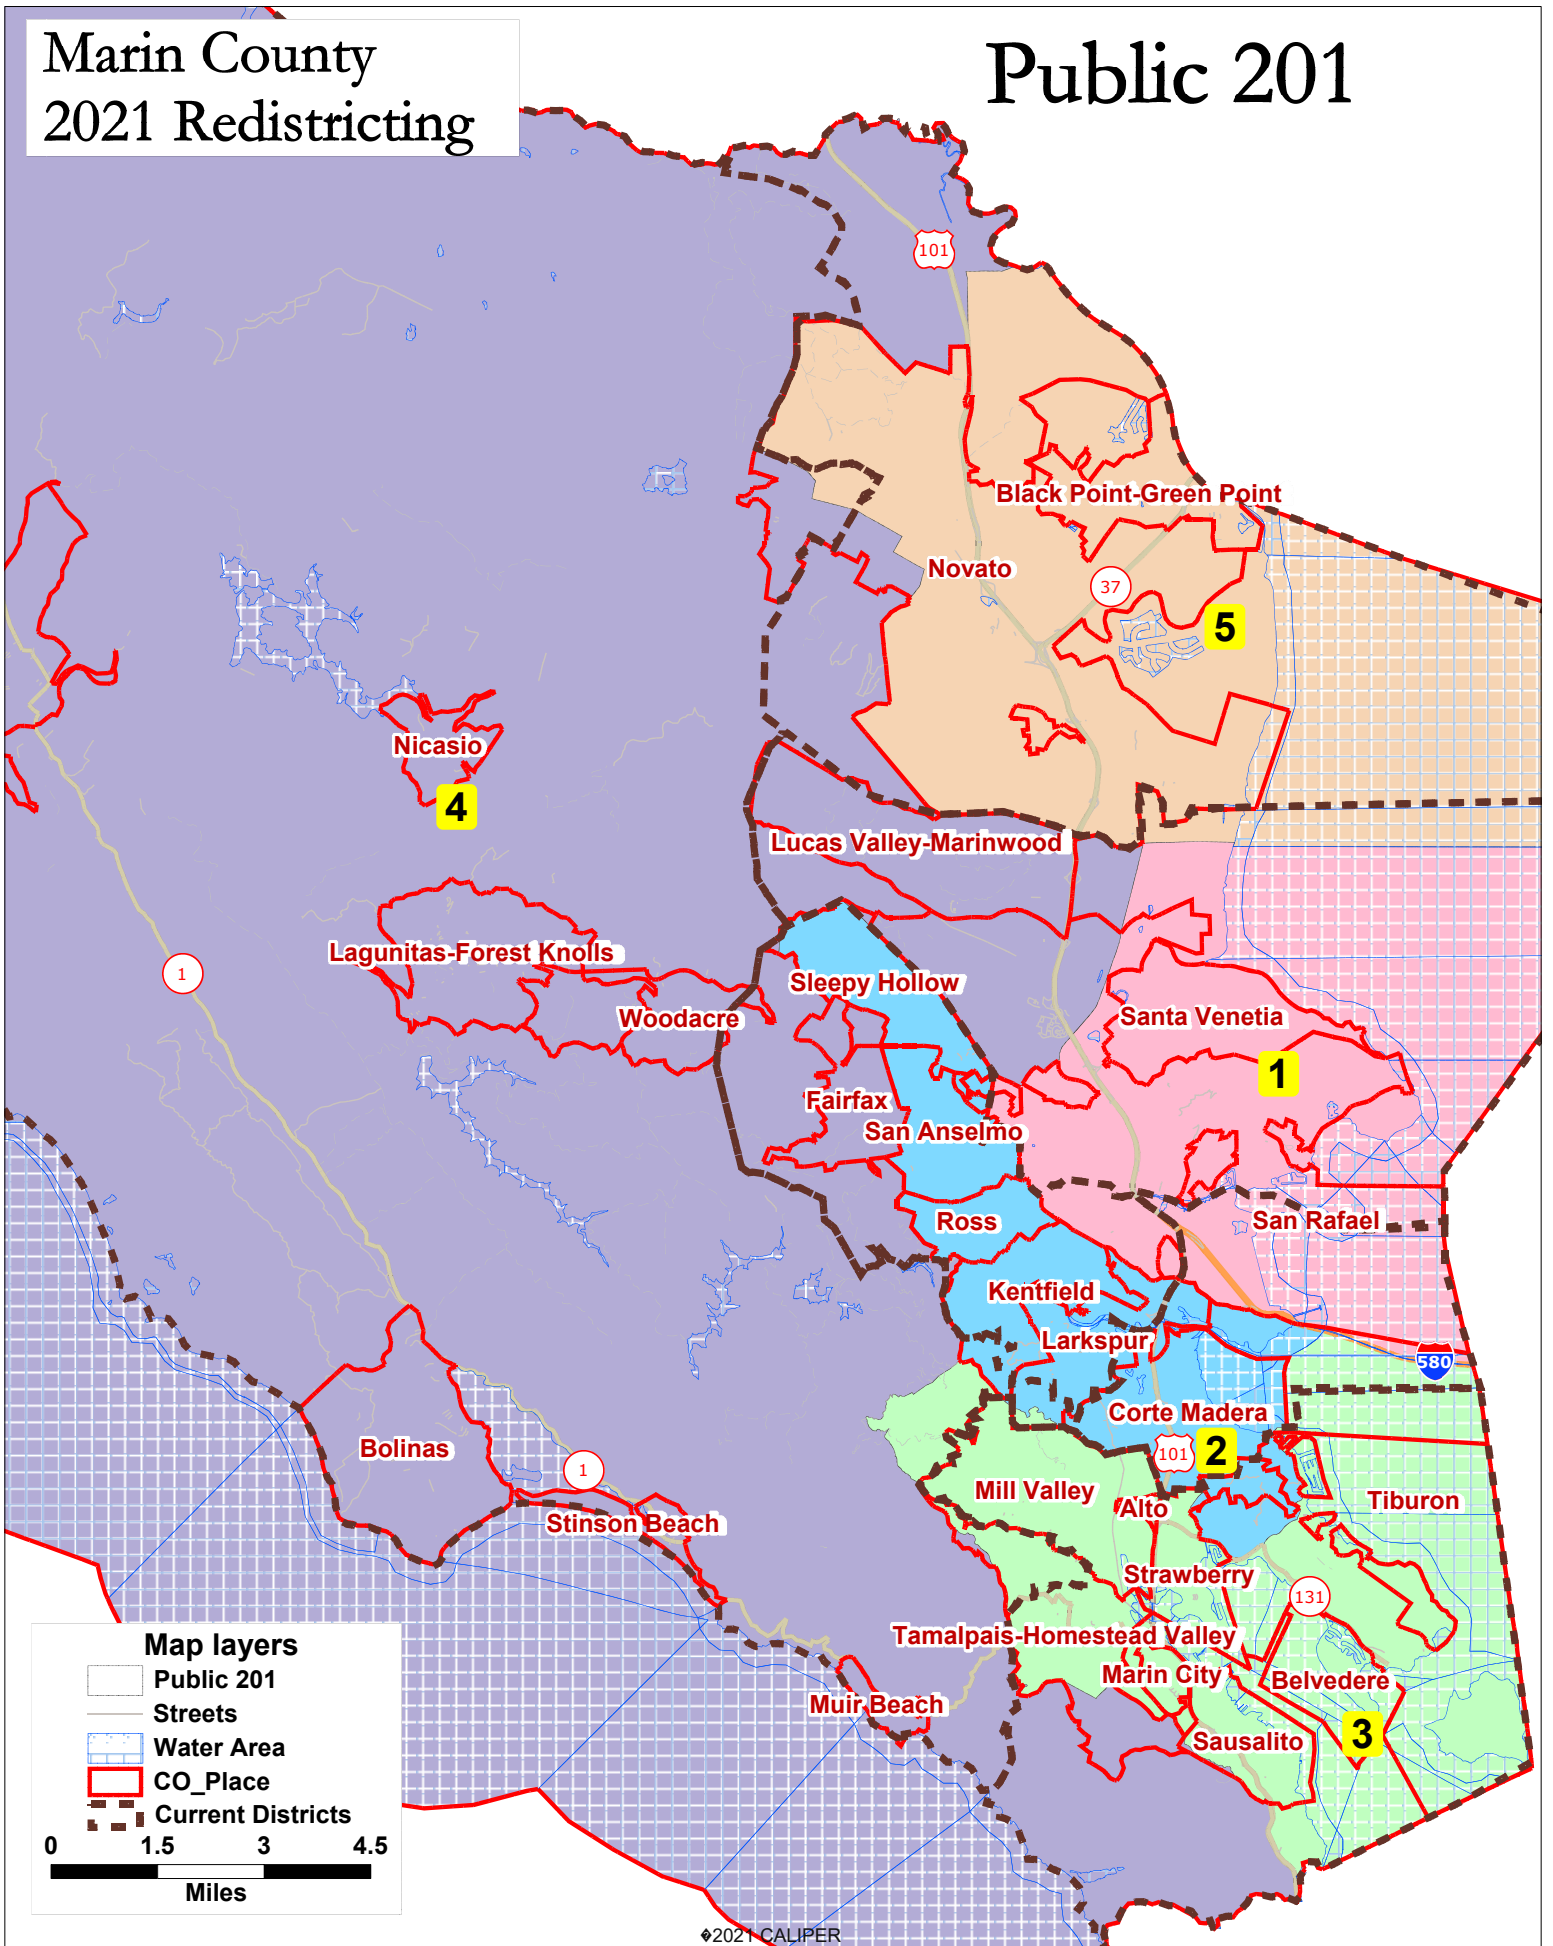 Marin County
2021 Redistricting
Public 201
101
Black Point-Green Point
Novato
37
5
Nicasio
4
Lucas Valley-Marinwood
Lagunitas-Forest Knolls
1
Sleepy Hollow
Woodacre
Santa Venetia
1
Fairfax
San Anselmo
Ross
San Rafael
Kentfield
Larkspur
580
Corte Madera
Bolinas
101
2
1
Mill Valley
Alto
Tiburon
Stinson Beach
Strawberry
131
Tamalpais-Homestead Valley
Marin City
Belvedere
Muir Beach
Sausalito
3
Map layers
Public 201
Streets
Water Area
CO_Place
Current Districts
0 1.5 3 4.5
Miles
�2021 CALIPER